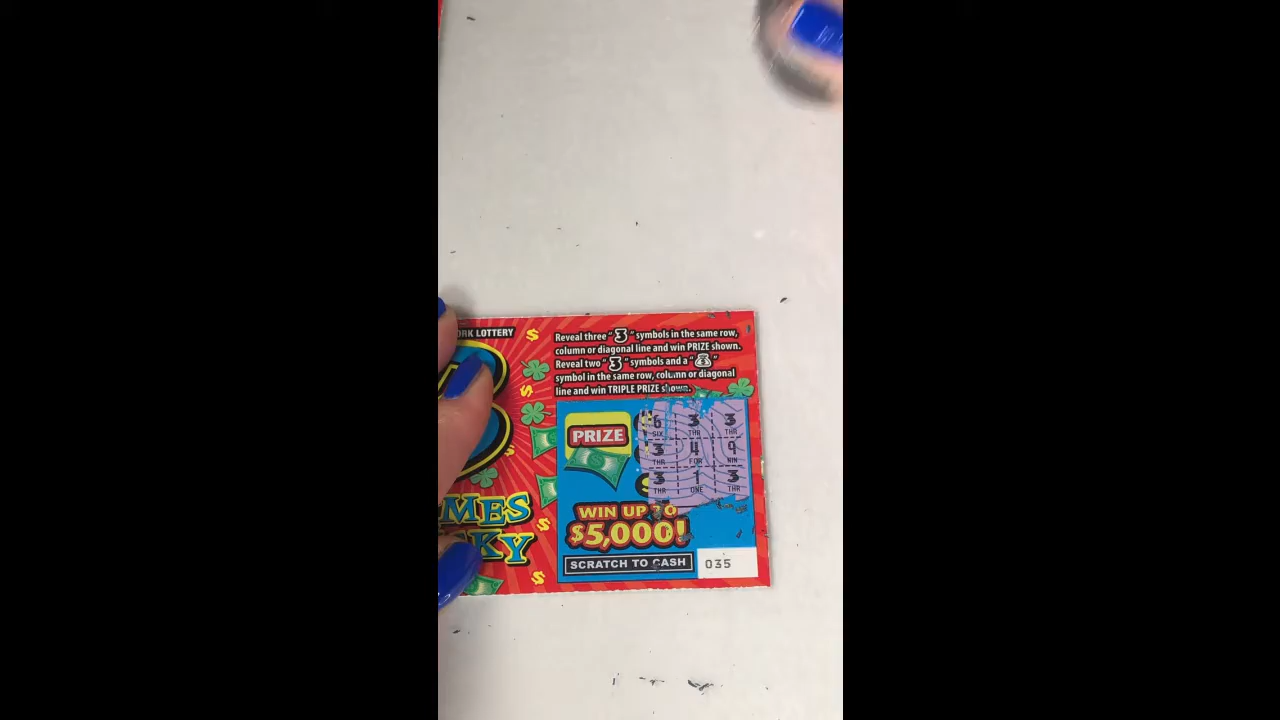 ORK LOTTERY
MES
KY
Reveal three "3" symbols in the same row,
column or diagonal line and win PRIZE shown.
Reveal two "3" symbols and a "$"
symbol in the same row, column or diagonal
line and win TRIPLE PRIZE shown.
PRIZE
6 3 3
SIX THR THR
3 4 9
THR FOR NIN
3 1 3
THR ONE THR
WIN UP TO
$5,000!
SCRATCH TO CASH
035